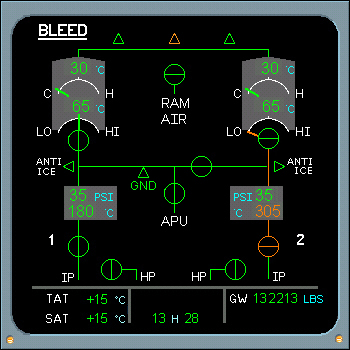 BLEED
30 °C 30 °C
C H C H
65 °C 65 °C
LO HI RAM LO HI
AIR
ANTI ICE ANTI ICE
GND
35 PSI PSI 35
180 °C °C 305
APU
1 2
IP HP HP IP
TAT +15 °C GW 132213 LBS
SAT +15 °C 13 H 28